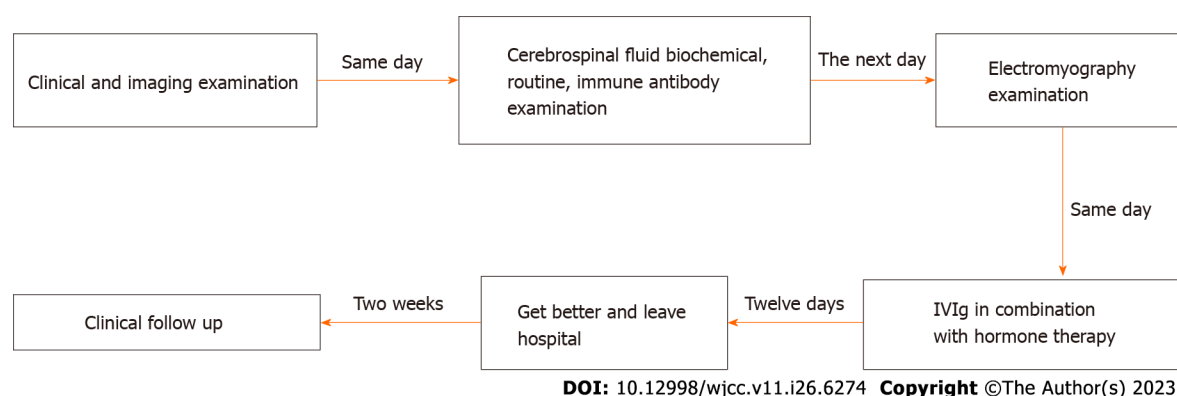 Clinical and imaging examination
Same day
Cerebrospinal fluid biochemical,
routine, immune antibody
examination
The next day
Electromyography
examination
Same day
IVIg in combination
with hormone therapy
Twelve days
Get better and leave
hospital
Two weeks
Clinical follow up
DOI: 10.12998/wjcc.v11.i26.6274 Copyright ©The Author(s) 2023